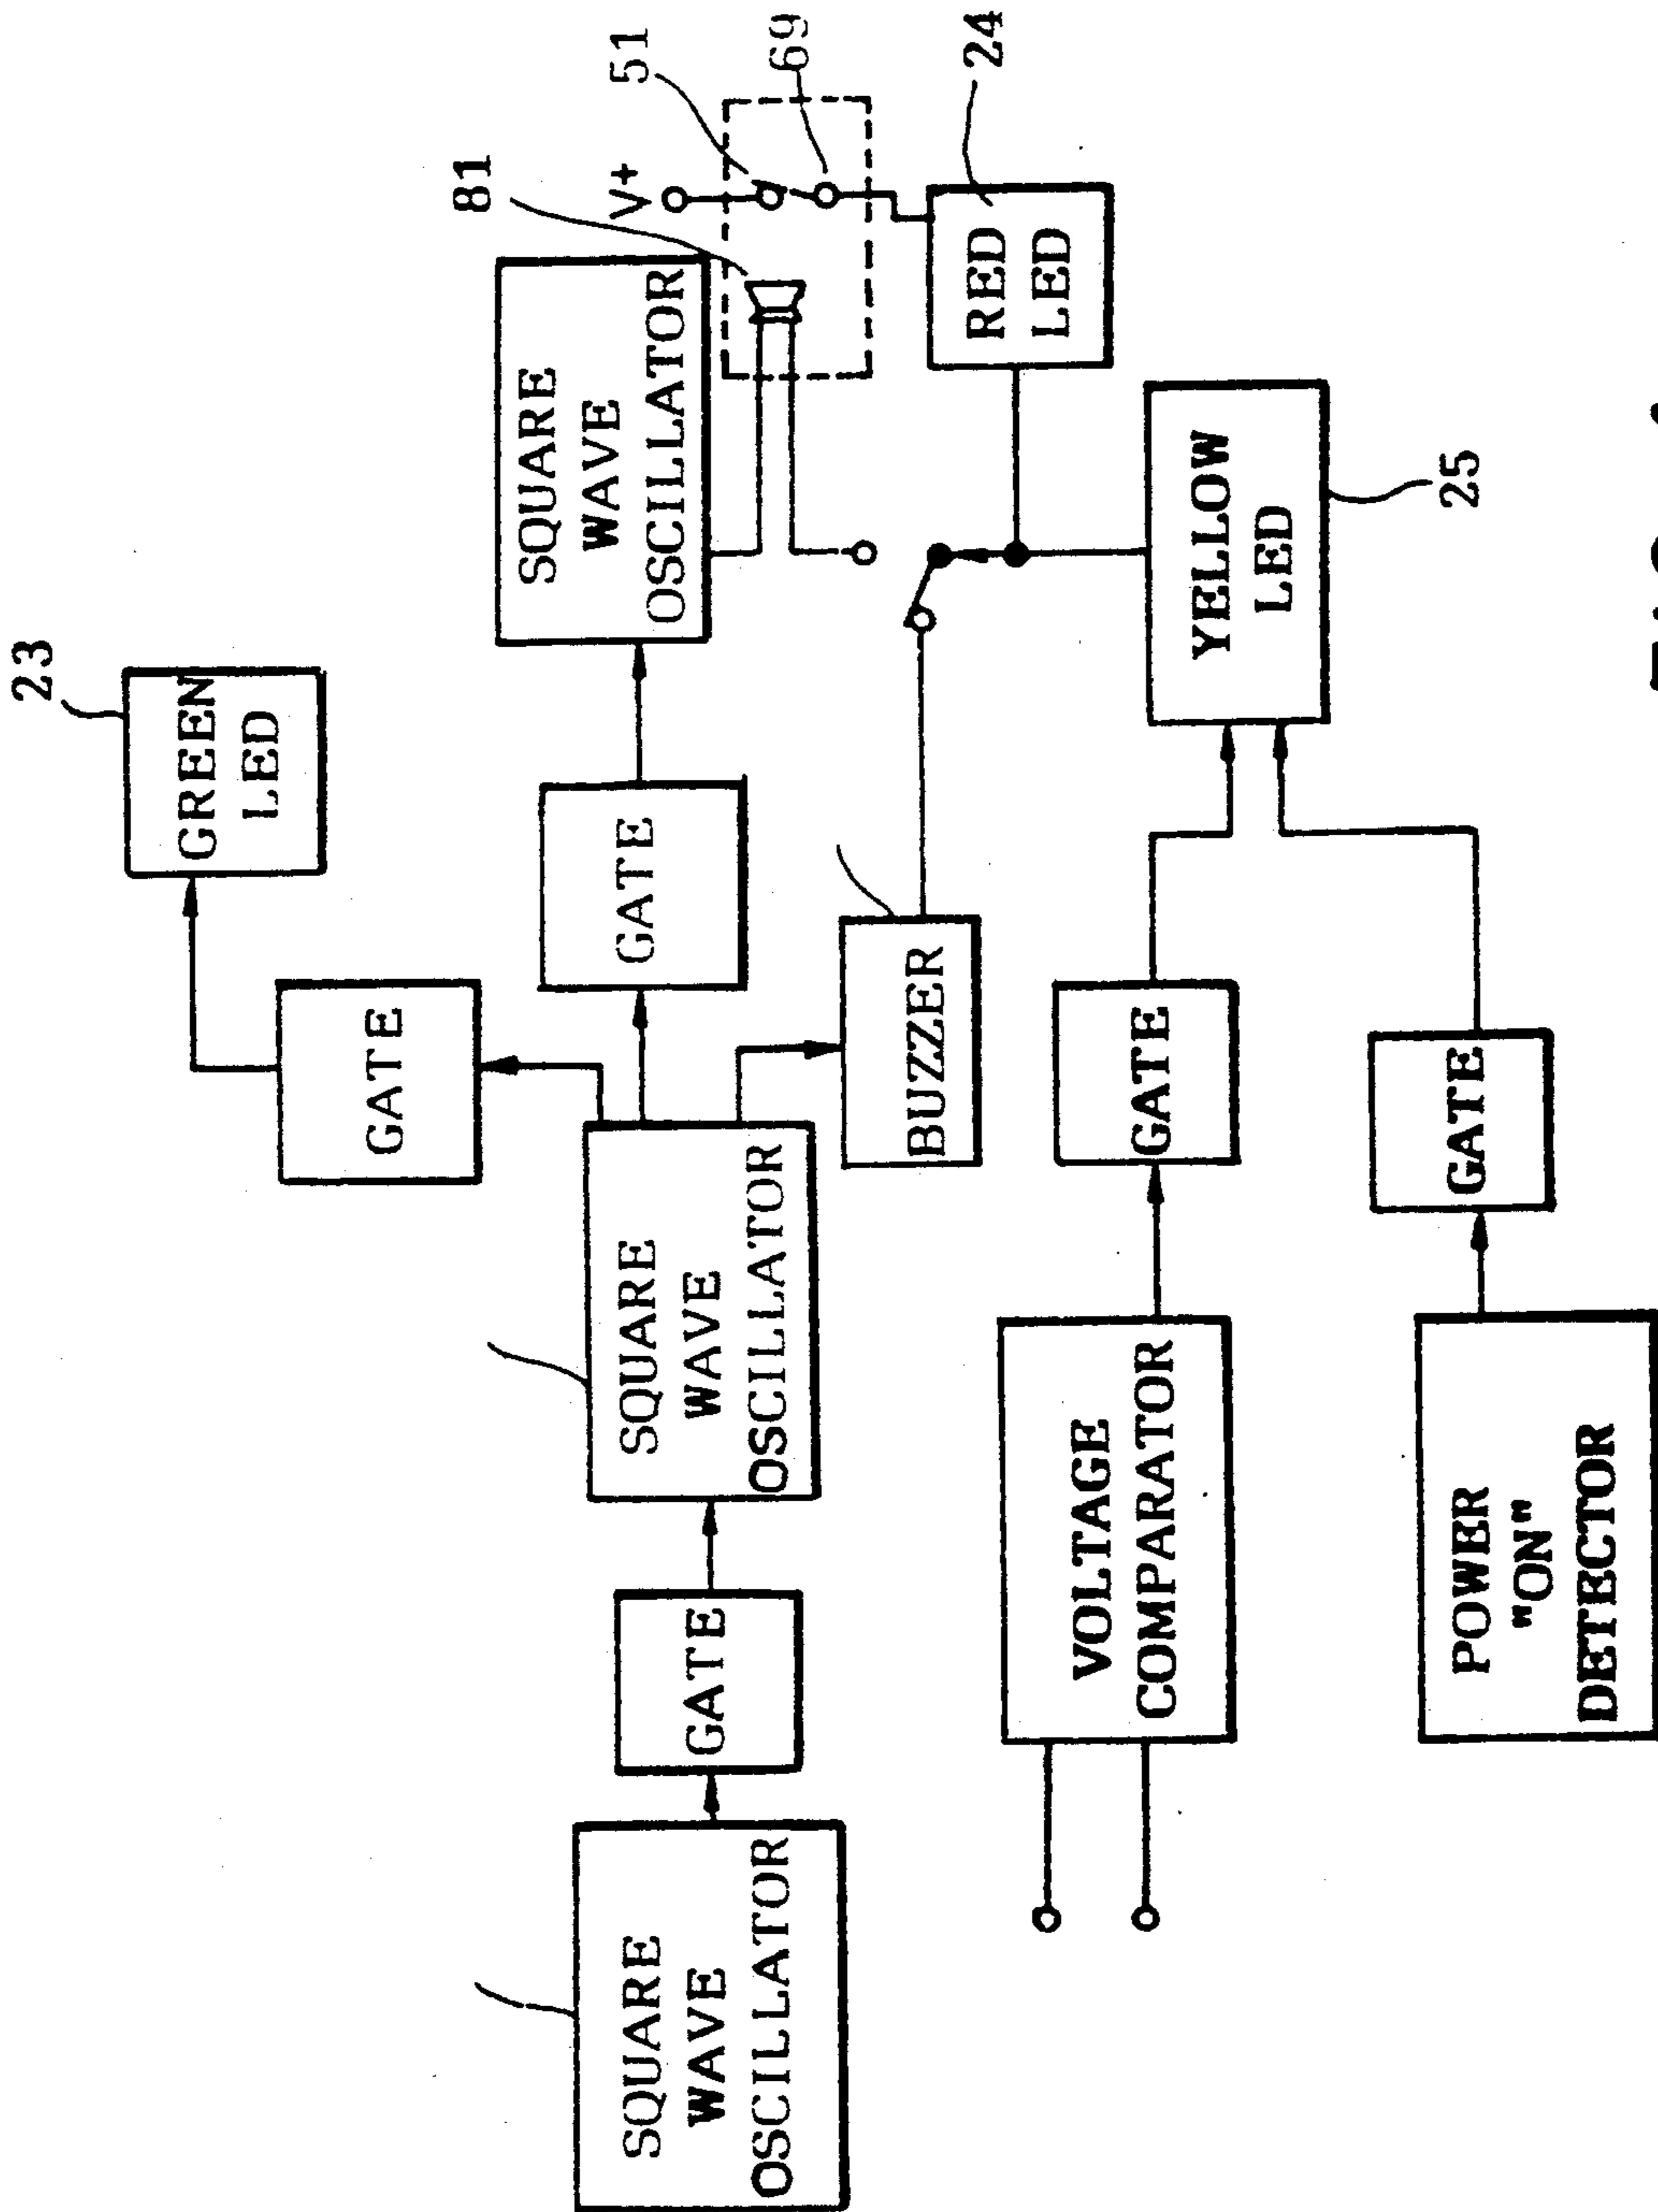 23
GREEN
LED
GATE
81
51
V+
69
SQUARE
WAVE
OSCILLATOR
GATE
SQUARE
WAVE
OSCILLATOR
GATE
SQUARE
WAVE
OSCILLATOR
BUZZER
24
RED
LED
VOLTAGE
COMPARATOR
GATE
YELLOW
LED
25
POWER
"ON"
DETECTOR
GATE